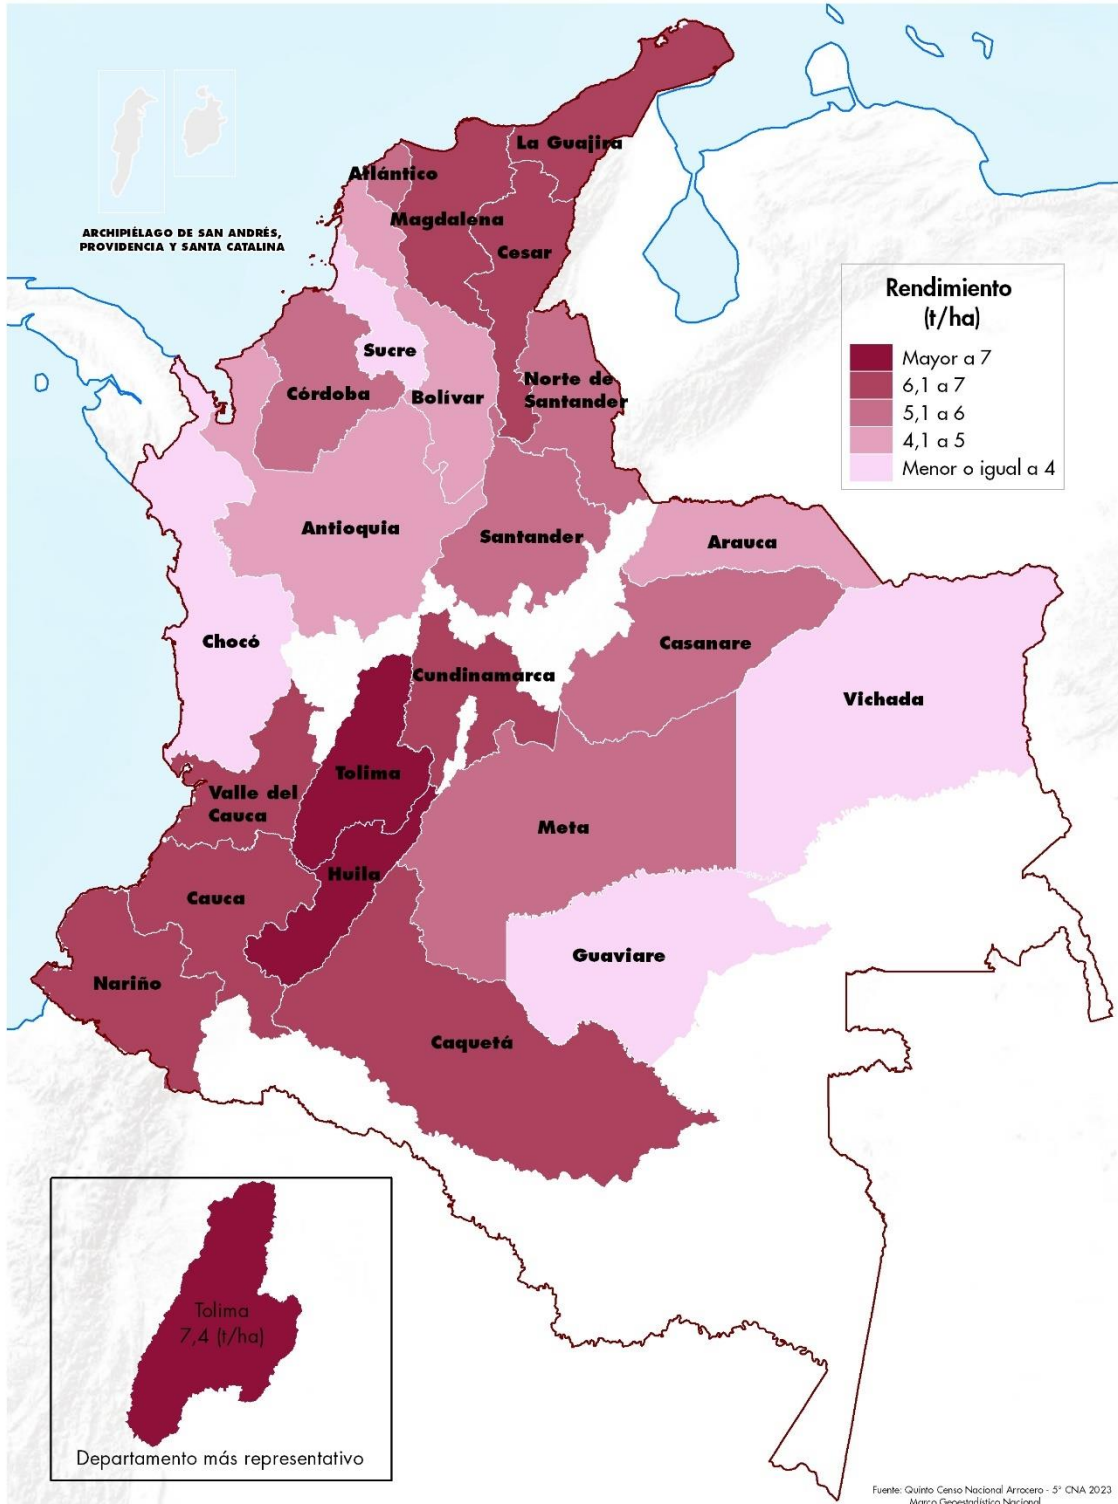 La Guajira
Atlántico
Magdalena
ARCHIPIÉLAGO DE SAN ANDRÉS,
PROVIDENCIA Y SANTA CATALINA
Cesar
Rendimiento
(t/ha)
Mayor a 7
6,1 a 7
5,1 a 6
4,1 a 5
Menor o igual a 4
Sucre
Córdoba
Bolívar
Norte de
Santander
Antioquia
Santander
Arauca
Chocó
Casanare
Cundinamarca
Vichada
Tolima
Valle del
Cauca
Meta
Huila
Cauca
Guaviare
Nariño
Caquetá
Tolima
7,4 (t/ha)
Departamento más representativo
Fuente: Quinto Censo Nacional Arrocero - 5° CNA 2023
Marco Geoestadístico Nacional